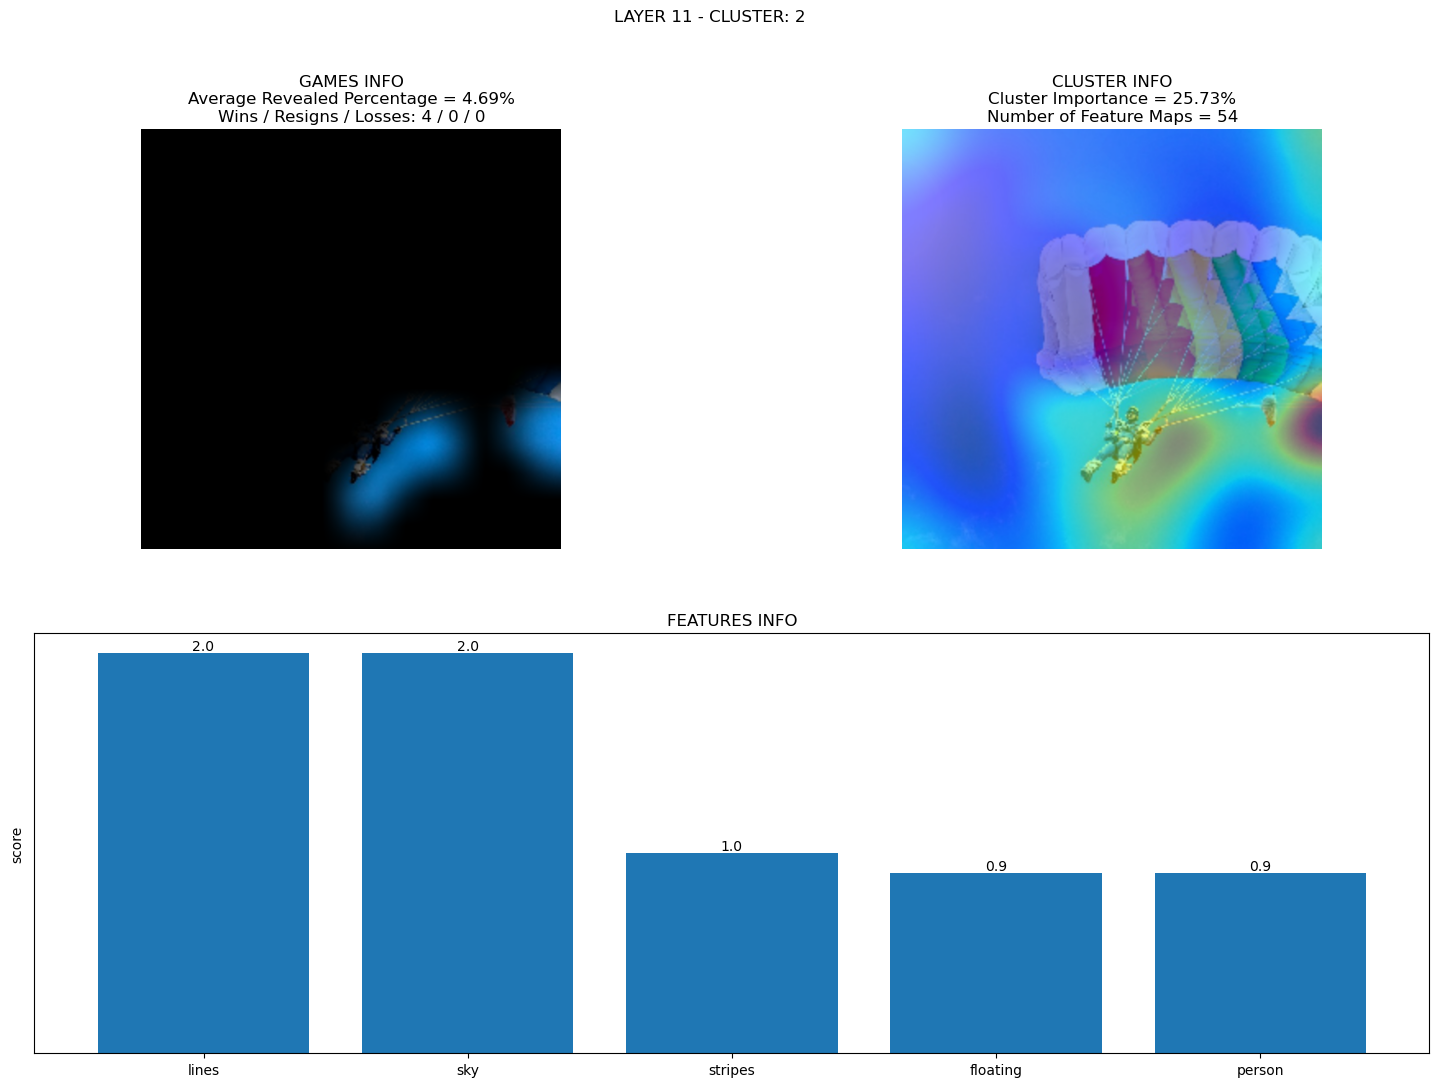 LAYER 11 - CLUSTER: 2
GAMES INFO
Average Revealed Percentage = 4.69%
Wins / Resigns / Losses: 4 / 0 / 0
CLUSTER INFO
Cluster Importance = 25.73%
Number of Feature Maps = 54
FEATURES INFO
score
2.0
2.0
1.0
0.9
0.9
lines
sky
stripes
floating
person